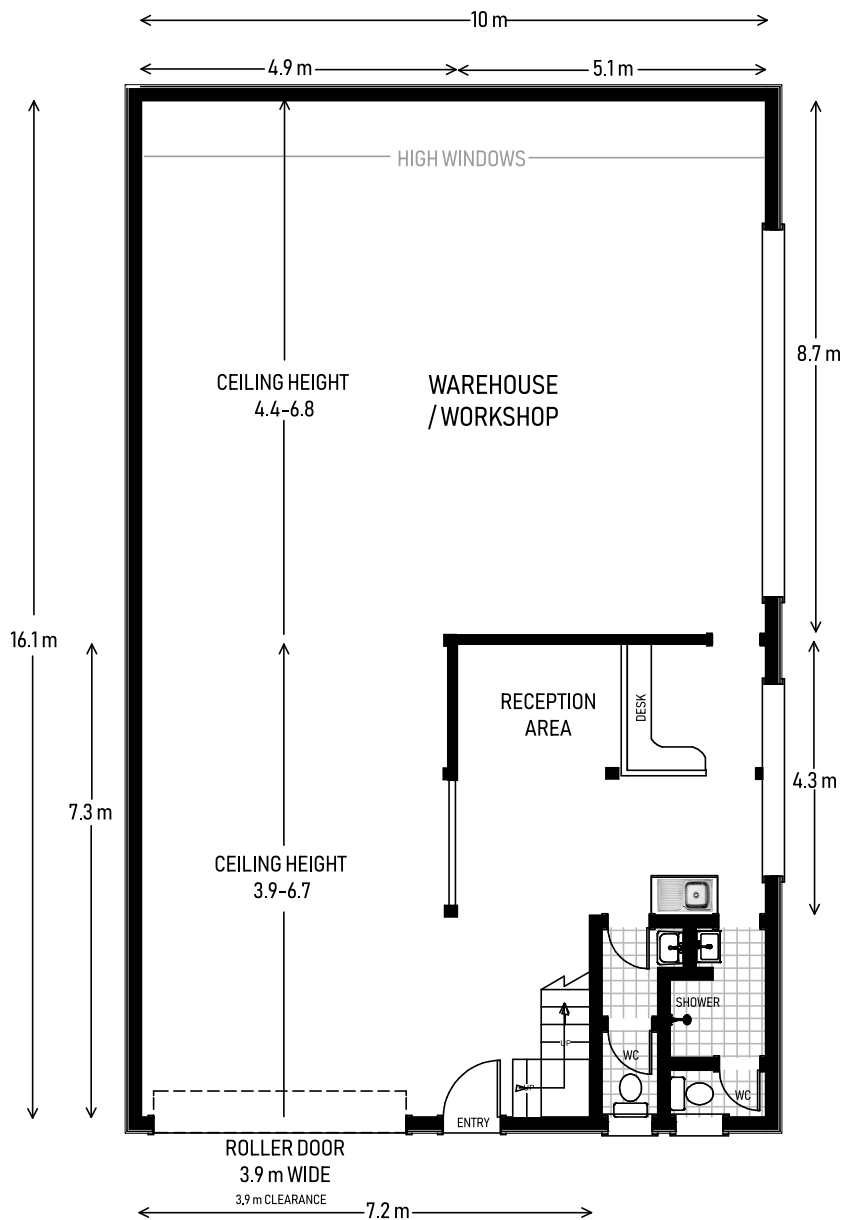 10 m
4.9 m
5.1 m
HIGH WINDOWS
8.7 m
CEILING HEIGHT
4.4-6.8
WAREHOUSE
/ WORKSHOP
16.1 m
RECEPTION
AREA
DESK
4.3 m
7.3 m
CEILING HEIGHT
3.9-6.7
SHOWER
UP
WC
UP
WC
ENTRY
ROLLER DOOR
3.9 m WIDE
3.9 m CLEARANCE
7.2 m